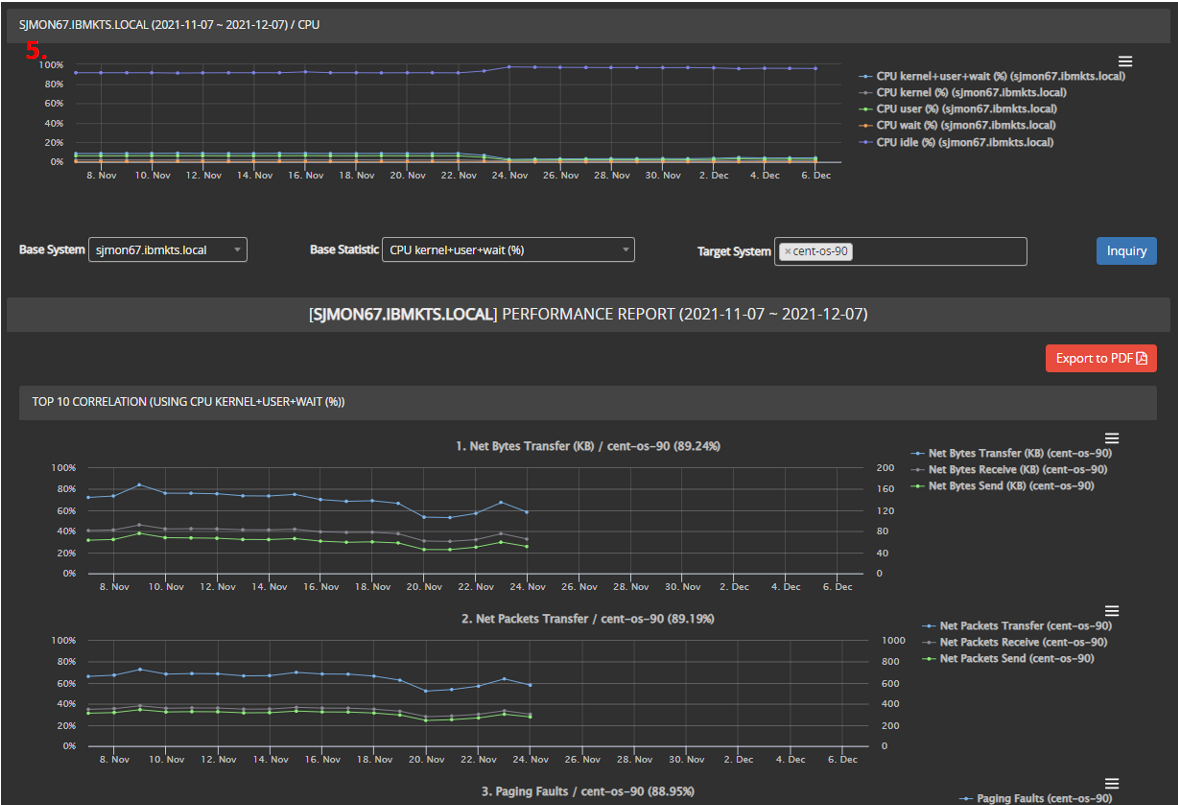 SJMON67.IBMKTS.LOCAL (2021-11-07 ~ 2021-12-07) / CPU
5.
100%
80%
60%
40%
20%
0%
8. Nov 10. Nov 12. Nov 14. Nov 16. Nov 18. Nov 20. Nov 22. Nov 24. Nov 26. Nov 28. Nov 30. Nov 2. Dec 4. Dec 6. Dec
CPU kernel+user+wait (%) (sjmon67.ibmkts.local)
CPU kernel (%) (sjmon67.ibmkts.local)
CPU user (%) (sjmon67.ibmkts.local)
CPU wait (%) (sjmon67.ibmkts.local)
CPU idle (%) (sjmon67.ibmkts.local)
Base System sjmon67.ibmkts.local Base Statistic CPU kernel+user+wait (%) Target System ×cent-os-90 Inquiry
[SJMON67.IBMKTS.LOCAL] PERFORMANCE REPORT (2021-11-07 ~ 2021-12-07)
Export to PDF
TOP 10 CORRELATION (USING CPU KERNEL+USER+WAIT (%))
1. Net Bytes Transfer (KB) / cent-os-90 (89.24%)
100% 200
80% 160
60% 120
40% 80
20% 40
0% 0
8. Nov 10. Nov 12. Nov 14. Nov 16. Nov 18. Nov 20. Nov 22. Nov 24. Nov 26. Nov 28. Nov 30. Nov 2. Dec 4. Dec 6. Dec
Net Bytes Transfer (KB) (cent-os-90)
Net Bytes Receive (KB) (cent-os-90)
Net Bytes Send (KB) (cent-os-90)
2. Net Packets Transfer / cent-os-90 (89.19%)
100% 1000
80% 800
60% 600
40% 400
20% 200
0% 0
8. Nov 10. Nov 12. Nov 14. Nov 16. Nov 18. Nov 20. Nov 22. Nov 24. Nov 26. Nov 28. Nov 30. Nov 2. Dec 4. Dec 6. Dec
Net Packets Transfer (cent-os-90)
Net Packets Receive (cent-os-90)
Net Packets Send (cent-os-90)
3. Paging Faults / cent-os-90 (88.95%)
Paging Faults (cent-os-90)